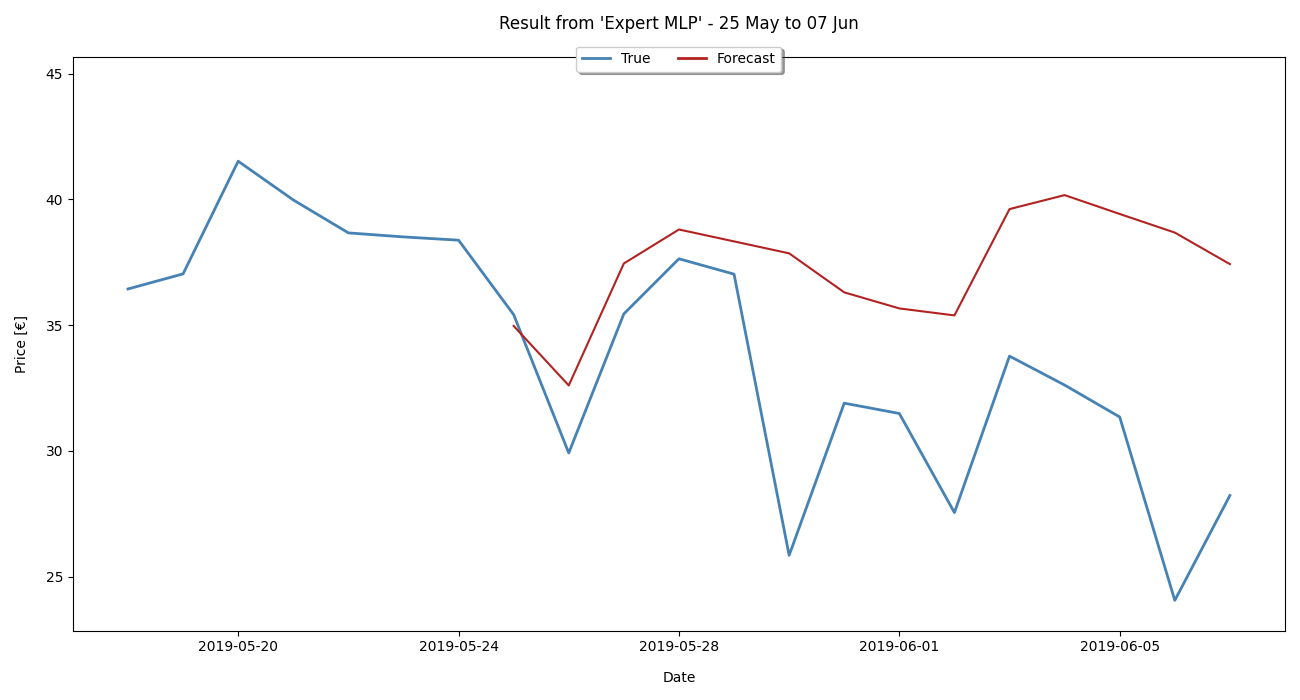 Result from 'Expert MLP' - 25 May to 07 Jun
True Forecast
45
40
35
30
25
Price [€]
2019-05-20 2019-05-24 2019-05-28 2019-06-01 2019-06-05
Date